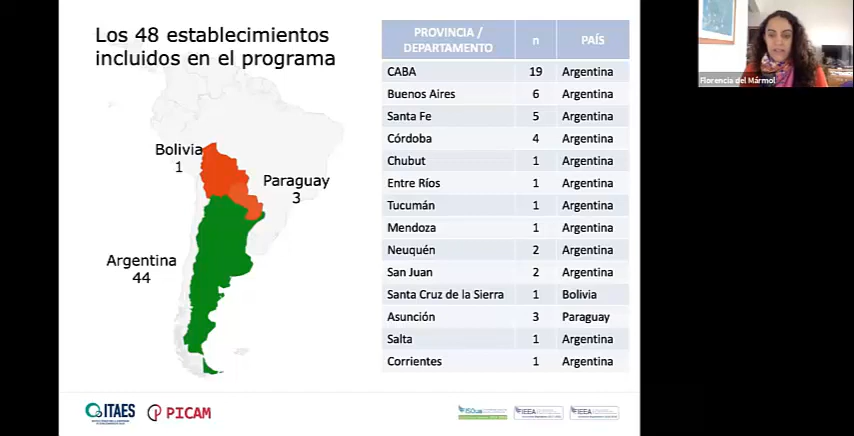 Los 48 establecimientos
incluidos en el programa
Bolivia
1
Paraguay
3
Argentina
44
PROVINCIA / DEPARTAMENTO n PAÍS
CABA 19 Argentina
Buenos Aires 6 Argentina
Santa Fe 5 Argentina
Córdoba 4 Argentina
Chubut 1 Argentina
Entre Ríos 1 Argentina
Tucumán 1 Argentina
Mendoza 1 Argentina
Neuquén 2 Argentina
San Juan 2 Argentina
Santa Cruz de la Sierra 1 Bolivia
Asunción 3 Paraguay
Salta 1 Argentina
Corrientes 1 Argentina
ITAES
PICAM
IEEA
IEEA
Florencia del Mármol